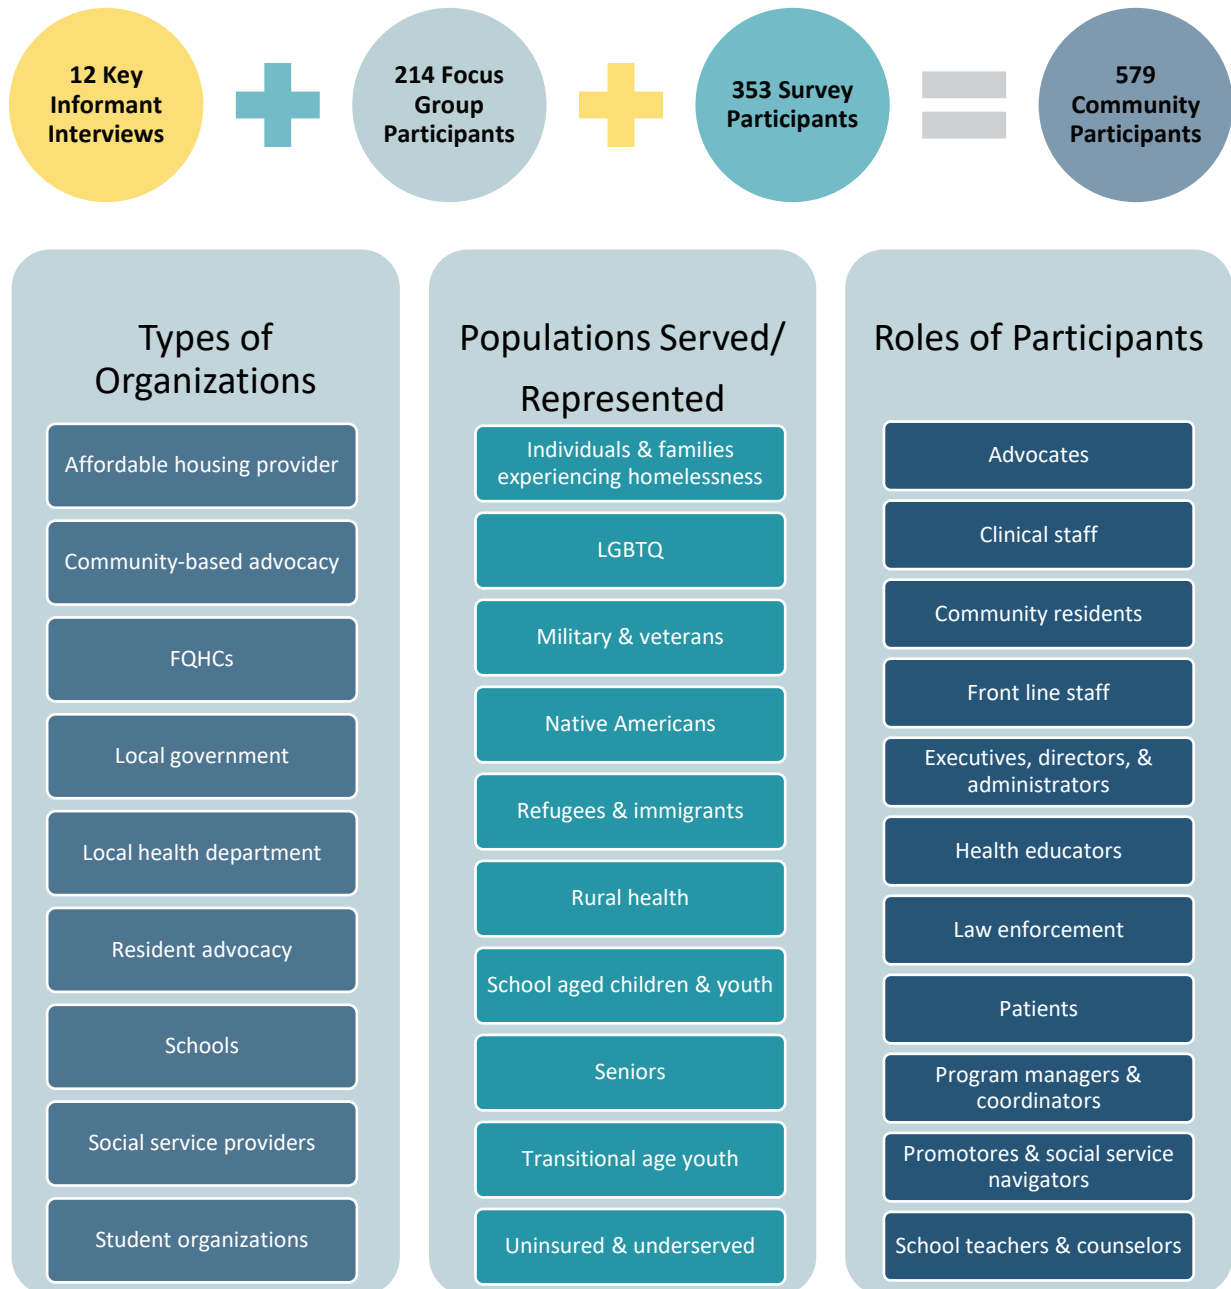 12 Key
Informant
Interviews
214 Focus
Group
Participants
353 Survey
Participants
579
Community
Participants
Types of
Organizations
Affordable housing provider
Community-based advocacy
FQHCs
Local government
Local health department
Resident advocacy
Schools
Social service providers
Student organizations
Populations Served/
Represented
Individuals & families
experiencing homelessness
LGBTQ
Military & veterans
Native Americans
Refugees & immigrants
Rural health
School aged children & youth
Seniors
Transitional age youth
Uninsured & underserved
Roles of Participants
Advocates
Clinical staff
Community residents
Front line staff
Executives, directors, &
administrators
Health educators
Law enforcement
Patients
Program managers &
coordinators
Promotores & social service
navigators
School teachers & counselors